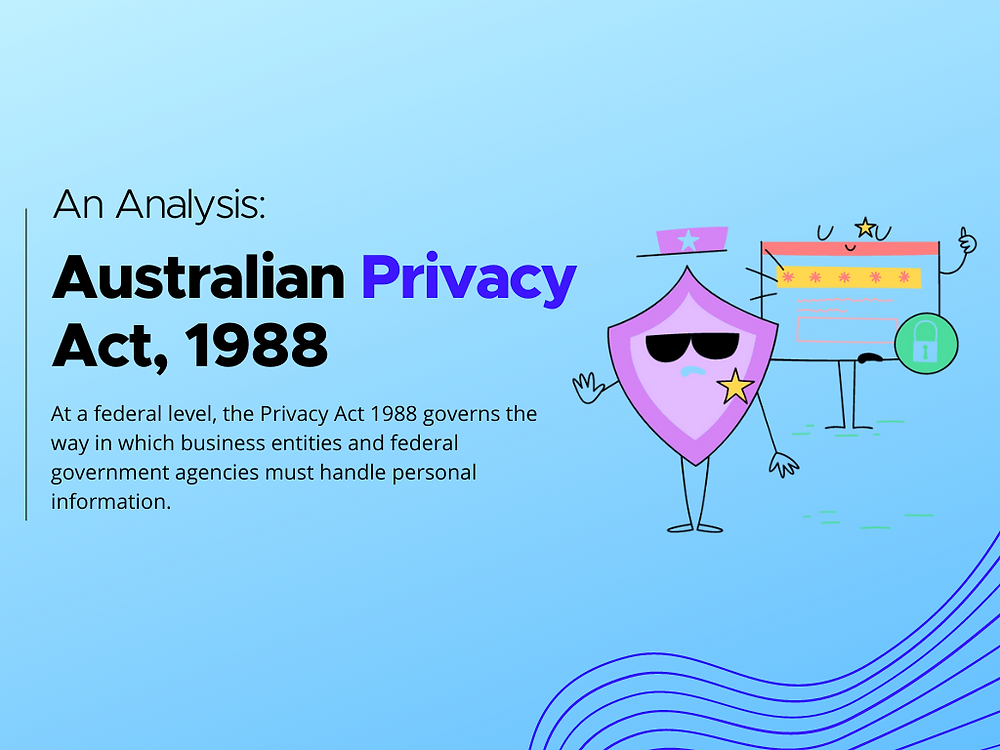 An Analysis:
Australian Privacy
Act, 1988
At a federal level, the Privacy Act 1988 governs the
way in which business entities and federal
government agencies must handle personal
information.